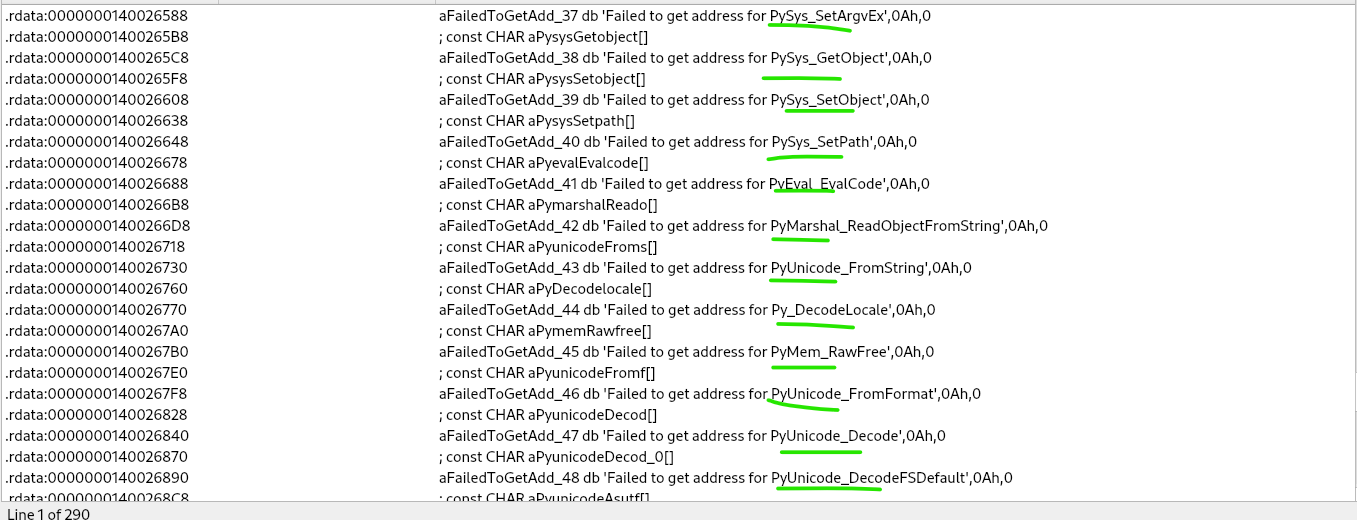 .rdata:0000000140026588 aFailedToGetAdd_37 db 'Failed to get address for PySys_SetArgvEx',0Ah,0
.rdata:00000001400265B8 ; const CHAR aPysysGetobject[]
.rdata:00000001400265C8 aFailedToGetAdd_38 db 'Failed to get address for PySys_GetObject',0Ah,0
.rdata:00000001400265F8 ; const CHAR aPysysSetobject[]
.rdata:0000000140026608 aFailedToGetAdd_39 db 'Failed to get address for PySys_SetObject',0Ah,0
.rdata:0000000140026638 ; const CHAR aPysysSetpath[]
.rdata:0000000140026648 aFailedToGetAdd_40 db 'Failed to get address for PySys_SetPath',0Ah,0
.rdata:0000000140026678 ; const CHAR aPyevalEvalcode[]
.rdata:0000000140026688 aFailedToGetAdd_41 db 'Failed to get address for PyEval_EvalCode',0Ah,0
.rdata:00000001400266B8 ; const CHAR aPymarshalReado[]
.rdata:00000001400266D8 aFailedToGetAdd_42 db 'Failed to get address for PyMarshal_ReadObjectFromString',0Ah,0
.rdata:0000000140026718 ; const CHAR aPyunicodeFroms[]
.rdata:0000000140026730 aFailedToGetAdd_43 db 'Failed to get address for PyUnicode_FromString',0Ah,0
.rdata:0000000140026760 ; const CHAR aPyDecodelocale[]
.rdata:0000000140026770 aFailedToGetAdd_44 db 'Failed to get address for Py_DecodeLocale',0Ah,0
.rdata:00000001400267A0 ; const CHAR aPymemRawfree[]
.rdata:00000001400267B0 aFailedToGetAdd_45 db 'Failed to get address for PyMem_RawFree',0Ah,0
.rdata:00000001400267E0 ; const CHAR aPyunicodeFromf[]
.rdata:00000001400267F8 aFailedToGetAdd_46 db 'Failed to get address for PyUnicode_FromFormat',0Ah,0
.rdata:0000000140026828 ; const CHAR aPyunicodeDecod[]
.rdata:0000000140026840 aFailedToGetAdd_47 db 'Failed to get address for PyUnicode_Decode',0Ah,0
.rdata:0000000140026870 ; const CHAR aPyunicodeDecod_0[]
.rdata:0000000140026890 aFailedToGetAdd_48 db 'Failed to get address for PyUnicode_DecodeFSDefault',0Ah,0
.rdata:00000001400268C8 ; const CHAR aPyunicodeAsutf[]
Line 1 of 290